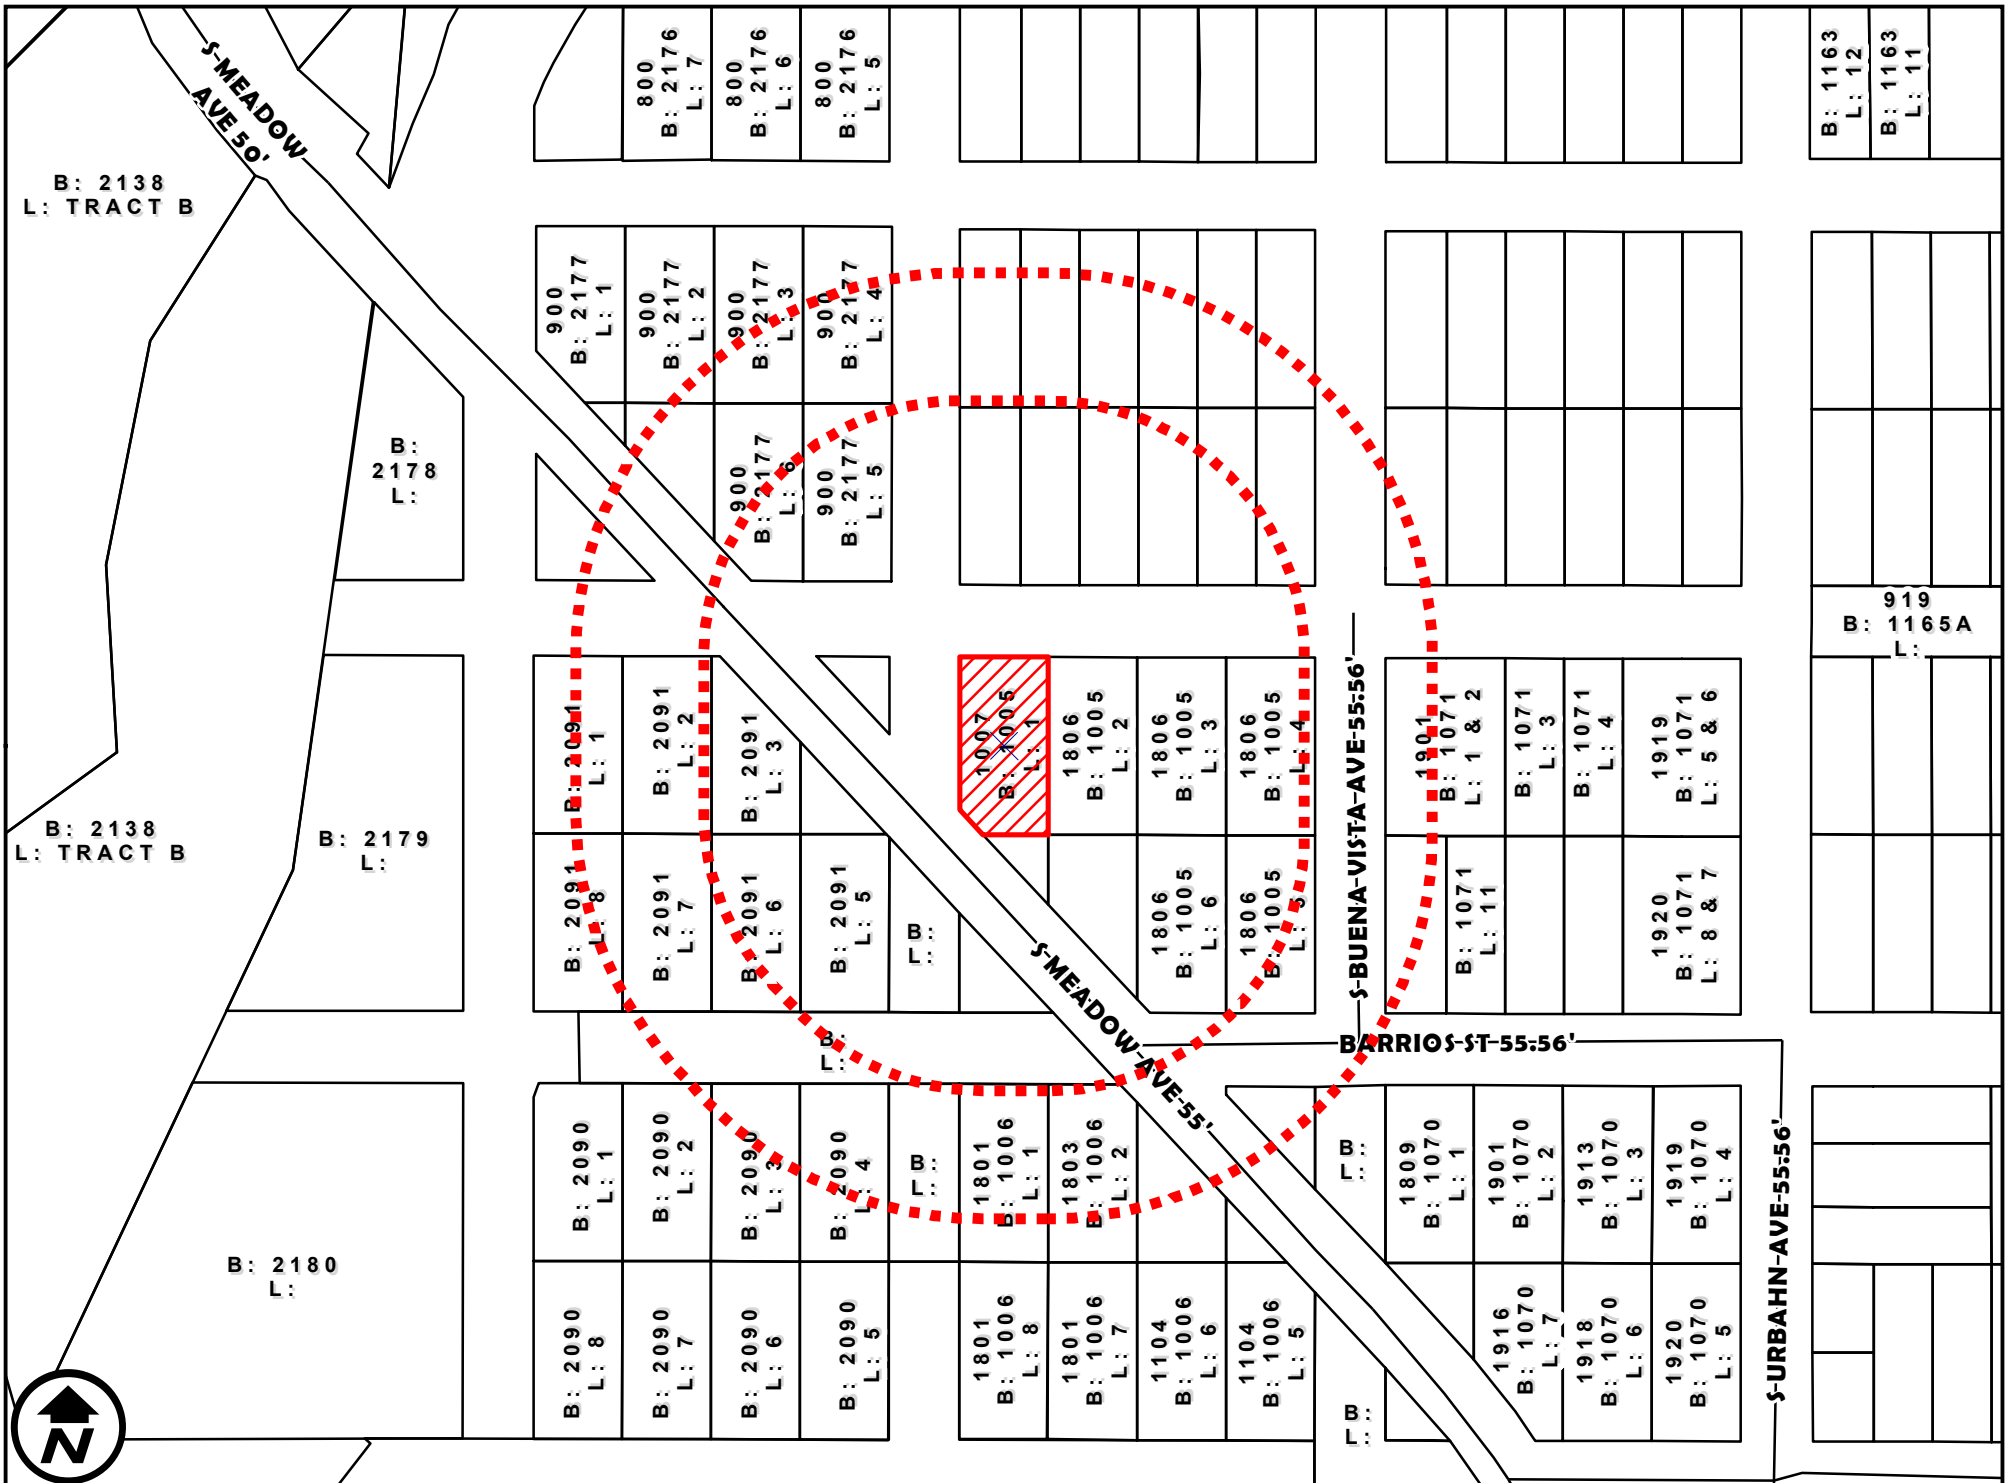 S-MEADOW
AVE 50'
800
B: 2176
L: 7
800
B: 2176
L: 6
800
B: 2176
L: 5
B: 1163
L: 12
B: 1163
L: 11
B: 2138
L: TRACT B
900
B: 2177
L: 1
900
B: 2177
L: 2
900
B: 2177
L: 3
900
B: 2177
L: 4
B:
2178
L:
900
B: 2177
L: 6
900
B: 2177
L: 5
919
B: 1165A
L:
B: 2091
L: 1
B: 2091
L: 2
B: 2091
L: 3
1007
B: 1005
L: 1
1806
B: 1005
L: 2
1806
B: 1005
L: 3
1806
B: 1005
L: 4
S-BUENA-VISTA-AVE-55.56'
1901
B: 1071
L: 1 & 2
B: 1071
L: 3
B: 1071
L: 4
1919
B: 1071
L: 5 & 6
B: 2138
L: TRACT B
B: 2179
L:
B: 2091
L: 8
B: 2091
L: 7
B: 2091
L: 6
B: 2091
L: 5
B:
L:
1806
B: 1005
L: 6
1806
B: 1005
L: 5
B: 1071
L: 11
1920
B: 1071
L: 8 & 7
S-MEADOW-AVE-55'
B:
L:
BARRIOS-ST-55.56'
B: 2090
L: 1
B: 2090
L: 2
B: 2090
L: 3
B: 2090
L: 4
B:
L:
1801
B: 1006
L: 1
1803
B: 1006
L: 2
B:
L:
1809
B: 1070
L: 1
1901
B: 1070
L: 2
1913
B: 1070
L: 3
1919
B: 1070
L: 4
S-URBAHN-AVE-55.56'
B: 2180
L:
B: 2090
L: 8
B: 2090
L: 7
B: 2090
L: 6
B: 2090
L: 5
1801
B: 1006
L: 8
1801
B: 1006
L: 7
1104
B: 1006
L: 6
1104
B: 1006
L: 5
B:
L:
1916
B: 1070
L: 7
1918
B: 1070
L: 6
1920
B: 1070
L: 5
N